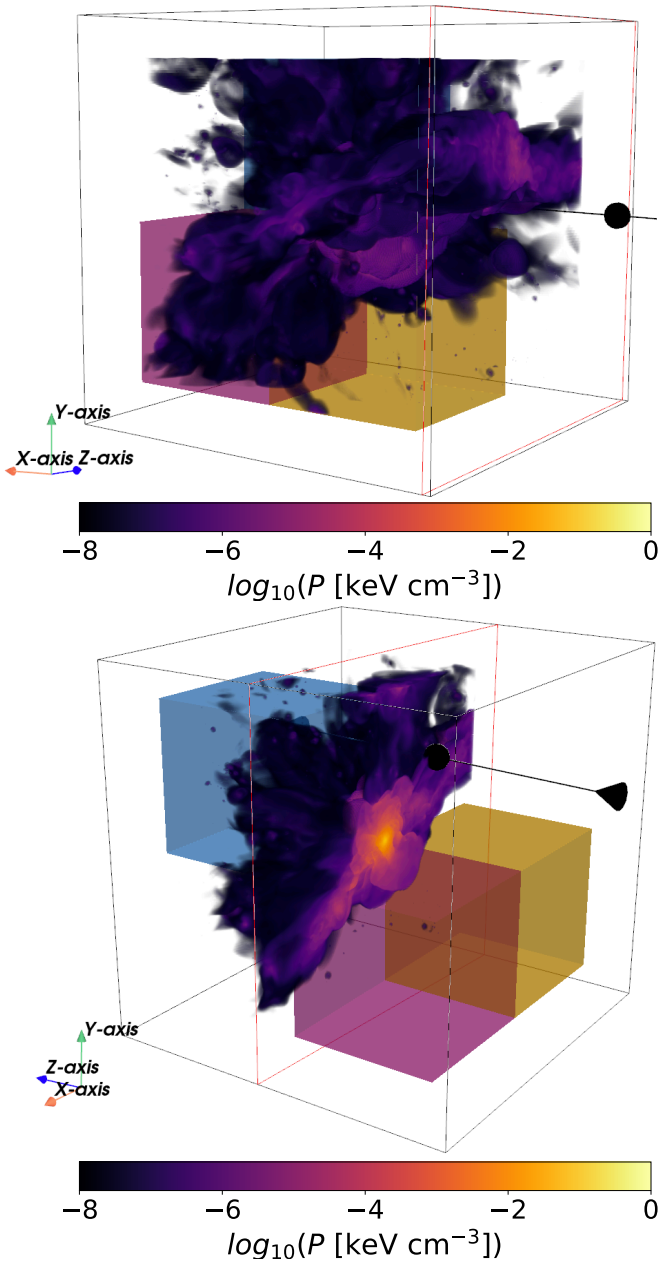 Y-axis
X-axis Z-axis
−8 −6 −4 −2 0
log₁₀(P [keV cm⁻³])
Y-axis
Z-axis
X-axis
−8 −6 −4 −2 0
log₁₀(P [keV cm⁻³])